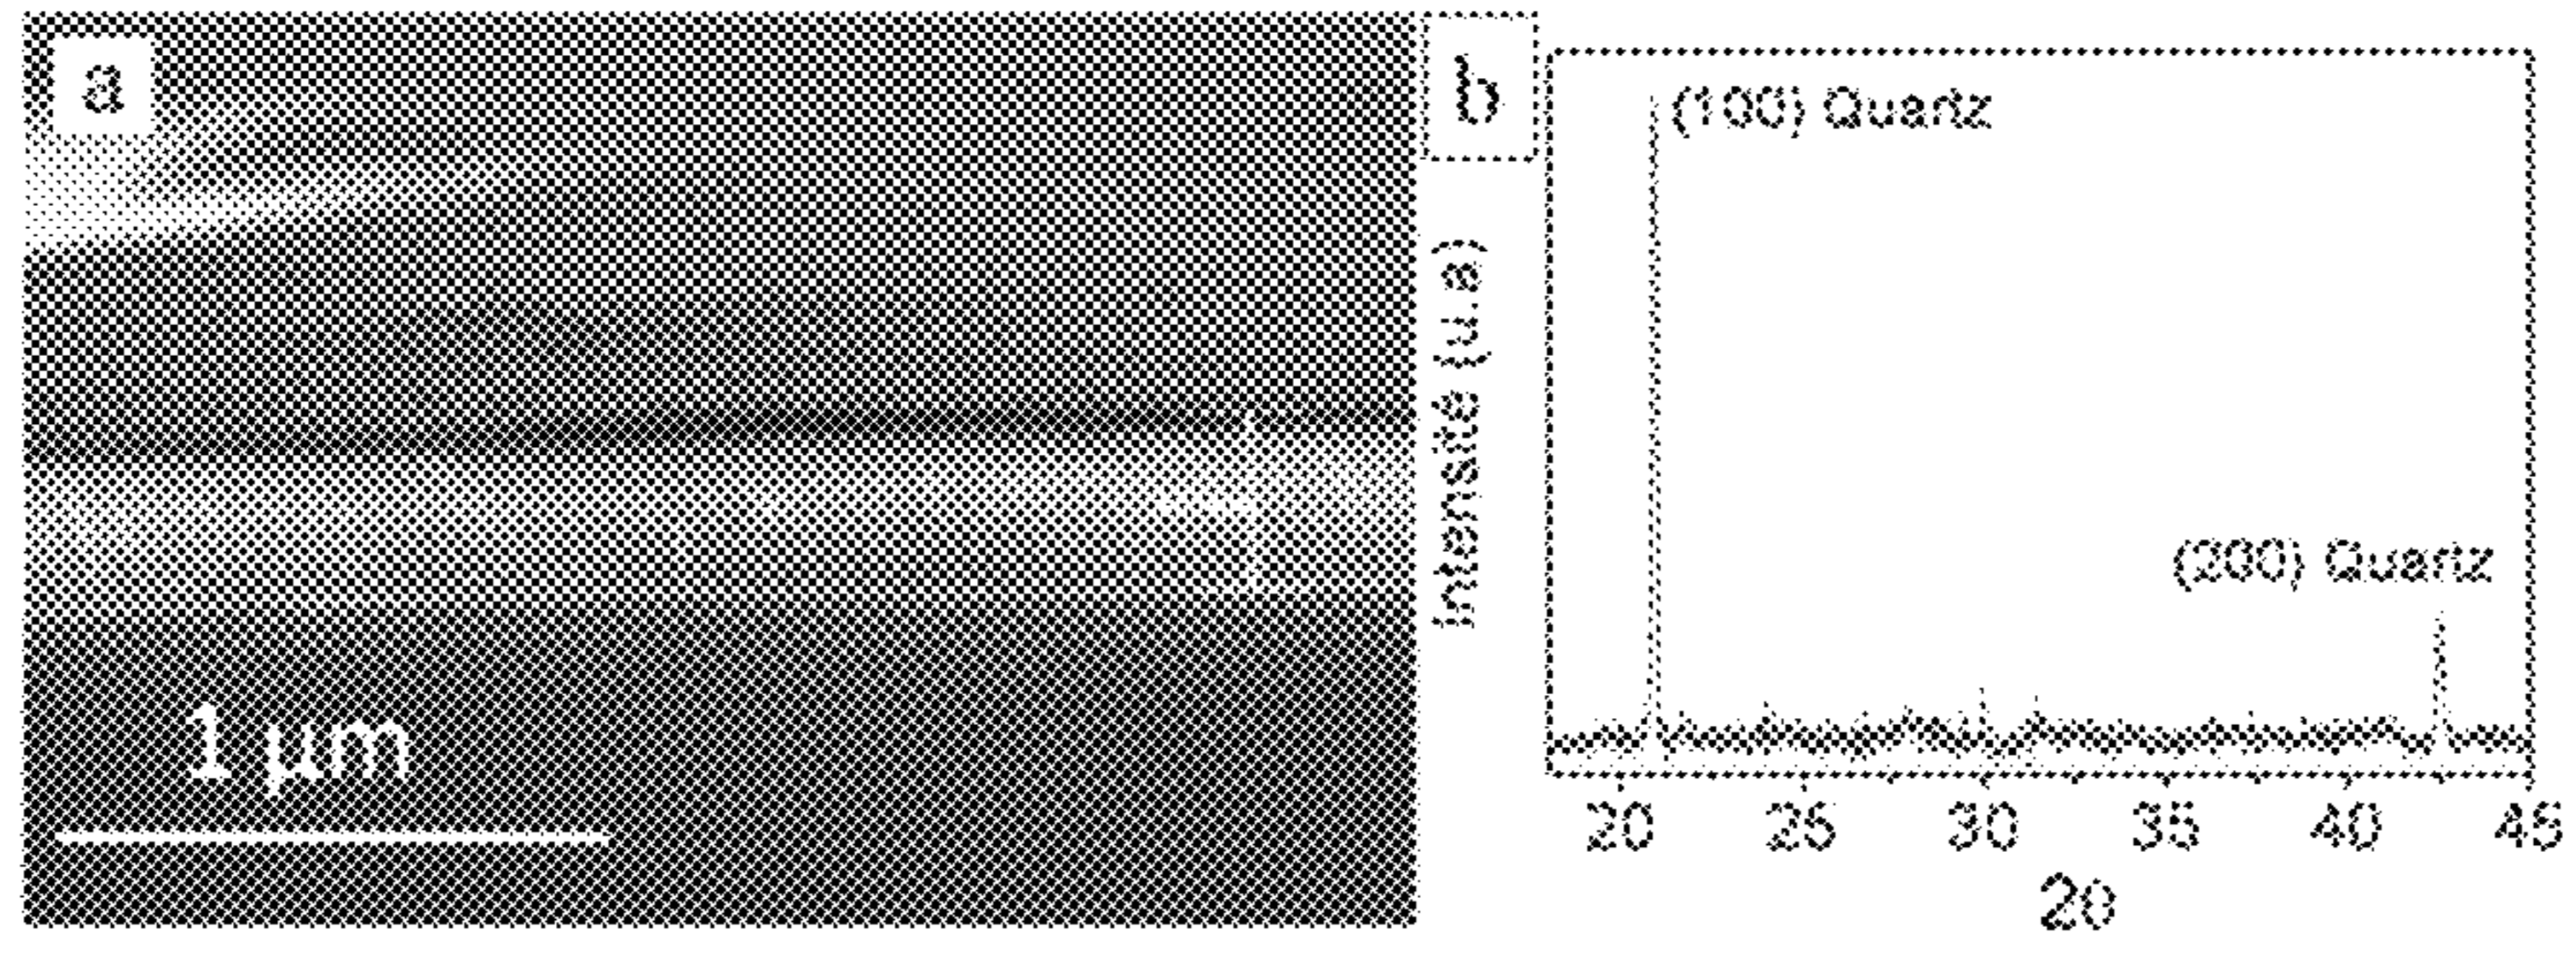 a
1 µm
b
Intensité (u.a)
(100) Quartz
(200) Quartz
20 25 30 35 40 45
2θ